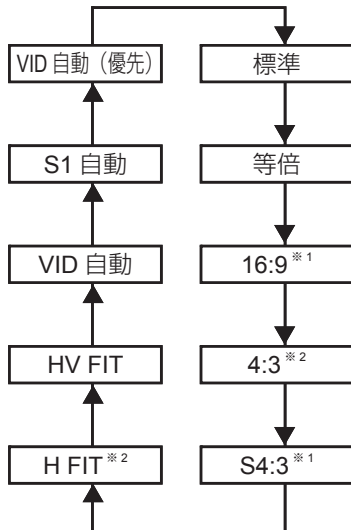 VID 自動（優先）
標準
S1 自動
等倍
VID 自動
16:9※1
HV FIT
4:3※2
H FIT※2
S4:3※1